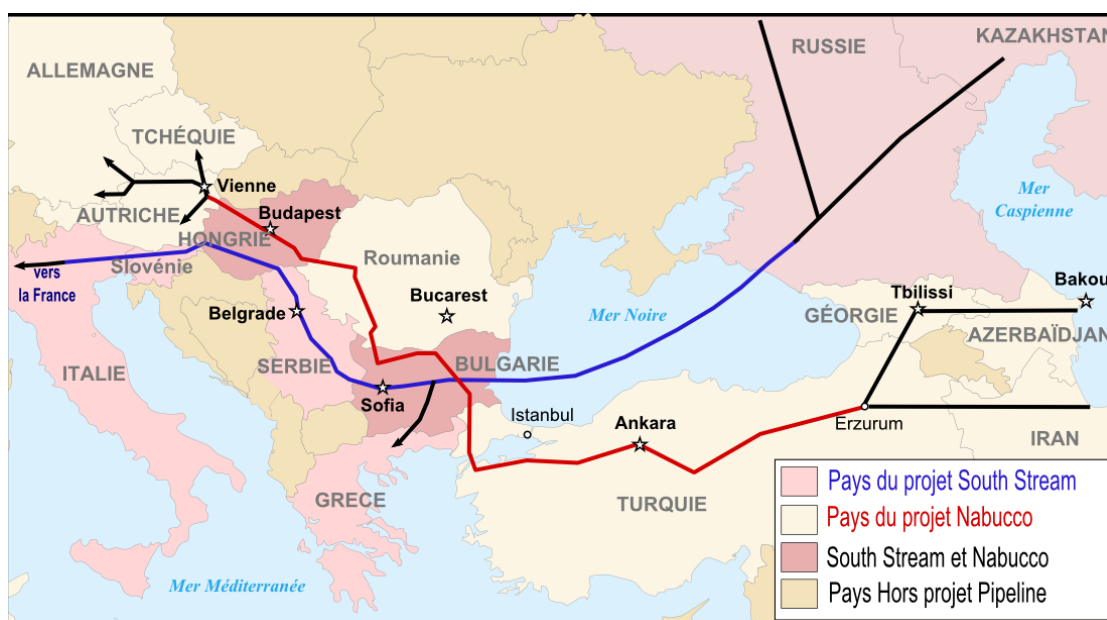 RUSSIE
KAZAKHSTAN
ALLEMAGNE
TCHÉQUIE
Vienne
Mer
Caspienne
AUTRICHE
Budapest
HONGRIE
Slovénie
Roumanie
vers
la France
Bakou
Tbilissi
Bucarest
Belgrade
Mer Noire
GÉORGIE
AZERBAÏDJAN
ITALIE
SERBIE
BULGARIE
Sofia
Istanbul
Ankara
Erzurum
IRAN
GRECE
TURQUIE
Mer Méditerranée
Pays du projet South Stream
Pays du projet Nabucco
South Stream et Nabucco
Pays Hors projet Pipeline